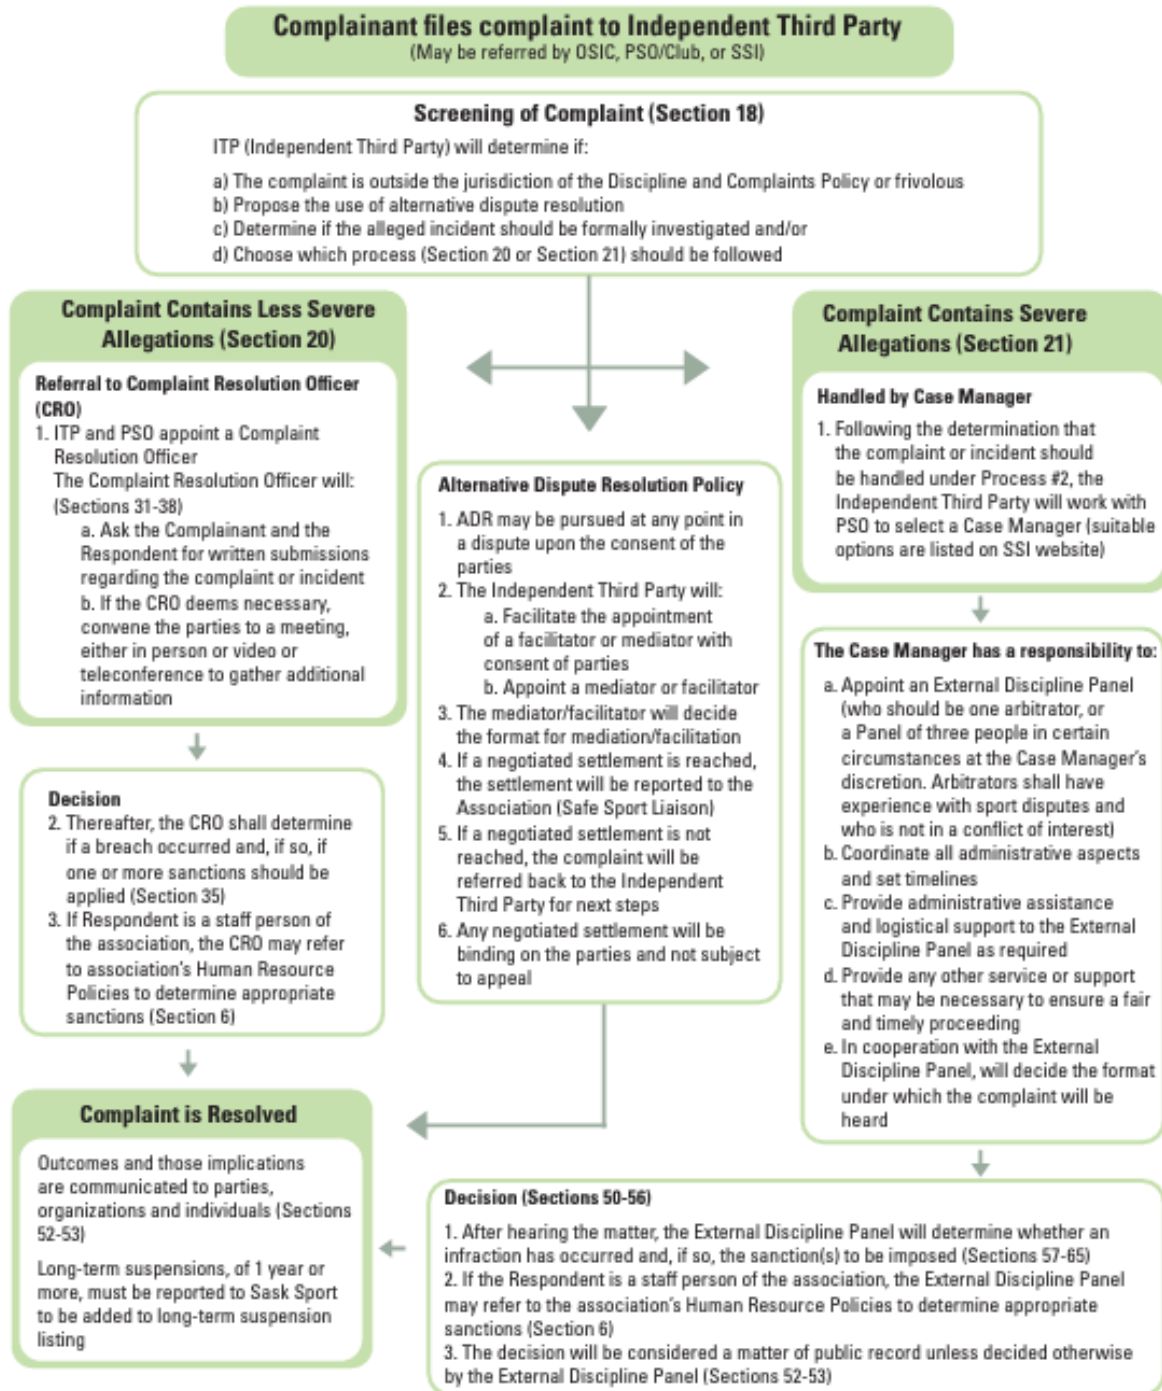 Complainant files complaint to Independent Third Party
(May be referred by OSIC, PSO/Club, or SSI)
Screening of Complaint (Section 18)
ITP (Independent Third Party) will determine if:
a) The complaint is outside the jurisdiction of the Discipline and Complaints Policy or frivolous
b) Propose the use of alternative dispute resolution
c) Determine if the alleged incident should be formally investigated and/or
d) Choose which process (Section 20 or Section 21) should be followed
Complaint Contains Less Severe
Allegations (Section 20)
Referral to Complaint Resolution Officer
(CRO)
1. ITP and PSO appoint a Complaint
Resolution Officer
The Complaint Resolution Officer will:
(Sections 31-38)
a. Ask the Complainant and the
Respondent for written submissions
regarding the complaint or incident
b. If the CRO deems necessary,
convene the parties to a meeting,
either in person or video or
teleconference to gather additional
information
Decision
2. Thereafter, the CRO shall determine
if a breach occurred and, if so, if
one or more sanctions should be
applied (Section 35)
3. If Respondent is a staff person of
the association, the CRO may refer
to association's Human Resource
Policies to determine appropriate
sanctions (Section 6)
Alternative Dispute Resolution Policy
1. ADR may be pursued at any point in
a dispute upon the consent of the
parties
2. The Independent Third Party will:
a. Facilitate the appointment
of a facilitator or mediator with
consent of parties
b. Appoint a mediator or facilitator
3. The mediator/facilitator will decide
the format for mediation/facilitation
4. If a negotiated settlement is reached,
the settlement will be reported to the
Association (Safe Sport Liaison)
5. If a negotiated settlement is not
reached, the complaint will be
referred back to the Independent
Third Party for next steps
6. Any negotiated settlement will be
binding on the parties and not subject
to appeal
Complaint Contains Severe
Allegations (Section 21)
Handled by Case Manager
1. Following the determination that
the complaint or incident should
be handled under Process #2, the
Independent Third Party will work with
PSO to select a Case Manager (suitable
options are listed on SSI website)
The Case Manager has a responsibility to:
a. Appoint an External Discipline Panel
(who should be one arbitrator, or
a Panel of three people in certain
circumstances at the Case Manager's
discretion. Arbitrators shall have
experience with sport disputes and
who is not in a conflict of interest)
b. Coordinate all administrative aspects
and set timelines
c. Provide administrative assistance
and logistical support to the External
Discipline Panel as required
d. Provide any other service or support
that may be necessary to ensure a fair
and timely proceeding
e. In cooperation with the External
Discipline Panel, will decide the format
under which the complaint will be
heard
Decision (Sections 50-56)
1. After hearing the matter, the External Discipline Panel will determine whether an
infraction has occurred and, if so, the sanction(s) to be imposed (Sections 57-65)
2. If the Respondent is a staff person of the association, the External Discipline Panel
may refer to the association's Human Resource Policies to determine appropriate
sanctions (Section 6)
3. The decision will be considered a matter of public record unless decided otherwise
by the External Discipline Panel (Sections 52-53)
Complaint is Resolved
Outcomes and those implications
are communicated to parties,
organizations and individuals (Sections
52-53)
Long-term suspensions, of 1 year or
more, must be reported to Sask Sport
to be added to long-term suspension
listing